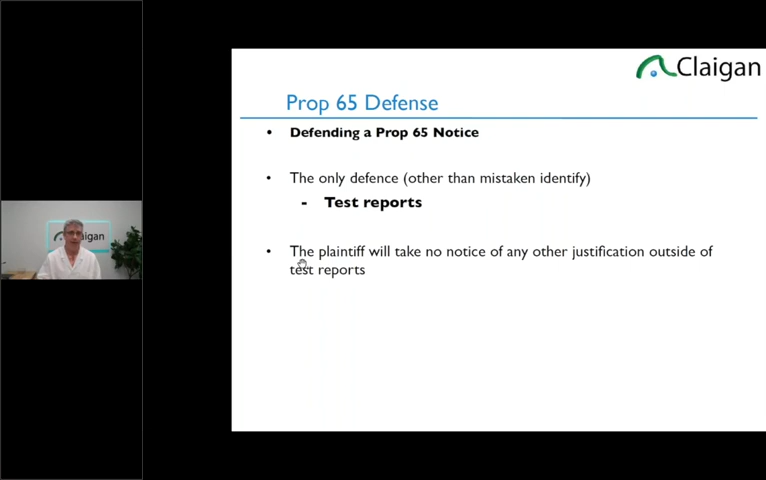 Claigan
Prop 65 Defense
• Defending a Prop 65 Notice
• The only defence (other than mistaken identify)
- Test reports
• The plaintiff will take no notice of any other justification outside of
test reports
aigan